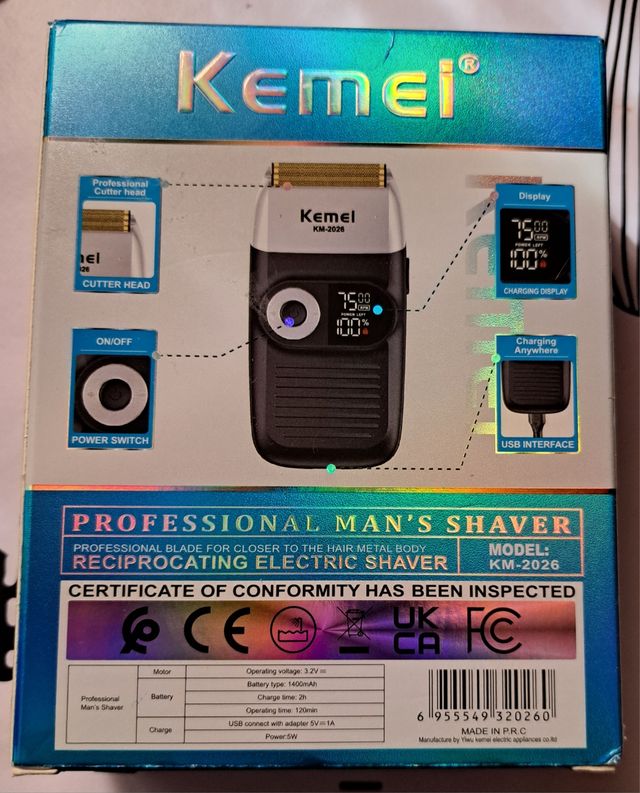 Kemei®
Professional
Cutter head
CUTTER HEAD
Kemei
KM-2026
Display
75 00
RPM
POWER LEFT
100%
CHARGING DISPLAY
75 00
RPM
POWER LEFT
100%
ON/OFF
POWER SWITCH
Charging
Anywhere
USB INTERFACE
Kemei
PROFESSIONAL MAN'S SHAVER
PROFESSIONAL BLADE FOR CLOSER TO THE HAIR METAL BODY
RECIPROCATING ELECTRIC SHAVER
MODEL:
KM-2026
CERTIFICATE OF CONFORMITY HAS BEEN INSPECTED
CE
UK
CA
FC
Professional
Man's Shaver
Motor
Operating voltage: 3.2V⎓
Battery
Battery type: 1400mAh
Charge time: 2h
Operating time: 120min
Charge
USB connect with adapter 5V⎓1A
Power:5W
6 955549 320260
MADE IN P.R.C
Manufacture by Yiwu kemei electric appliances co.ltd